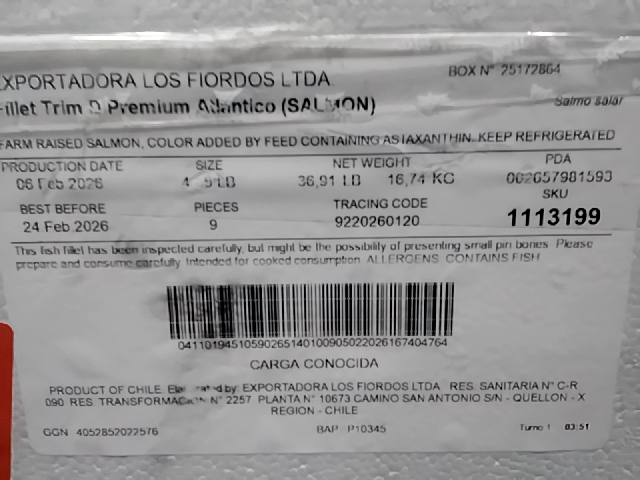 EXPORTADORA LOS FIORDOS LTDA.
BOX N° 25172864
Fillet Trim D Premium Atlantico (SALMON)
Salmo salar
FARM RAISED SALMON, COLOR ADDED BY FEED CONTAINING ASTAXANTHIN. KEEP REFRIGERATED
PRODUCTION DATE SIZE NET WEIGHT PDA
Feb 2026 LB 36,91 LB 16,74 KG 002657981593
SKU
BEST BEFORE PIECES TRACING CODE
24 Feb 2026 9 9220260120 1113199
This fish fillet has been inspected carefully, but might be the possibility of presenting small pin bones. Please
prepare and consume carefully. Intended for cooked consumption. ALLERGENS: CONTAINS FISH
CARGA CONOCIDA
PRODUCT OF CHILE. by: EXPORTADORA LOS FIORDOS LTDA RES. SANITARIA N° C-R
090 RES. TRANSFORMACION N° 2257 PLANTA N° 10673 CAMINO SAN ANTONIO S/N - QUELLON - X
REGION - CHILE
GGN 4052852022576 BAP P10345 Turno 1 03:51